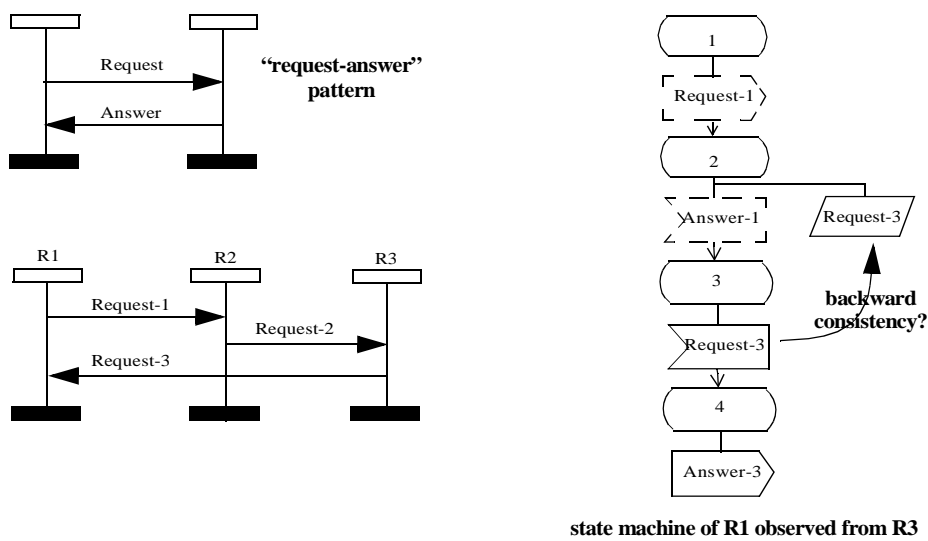 Request
Answer
“request-answer”
pattern
R1
R2
R3
Request-1
Request-2
Request-3
1
Request-1
2
Answer-1
Request-3
3
backward
consistency?
Request-3
4
Answer-3
state machine of R1 observed from R3